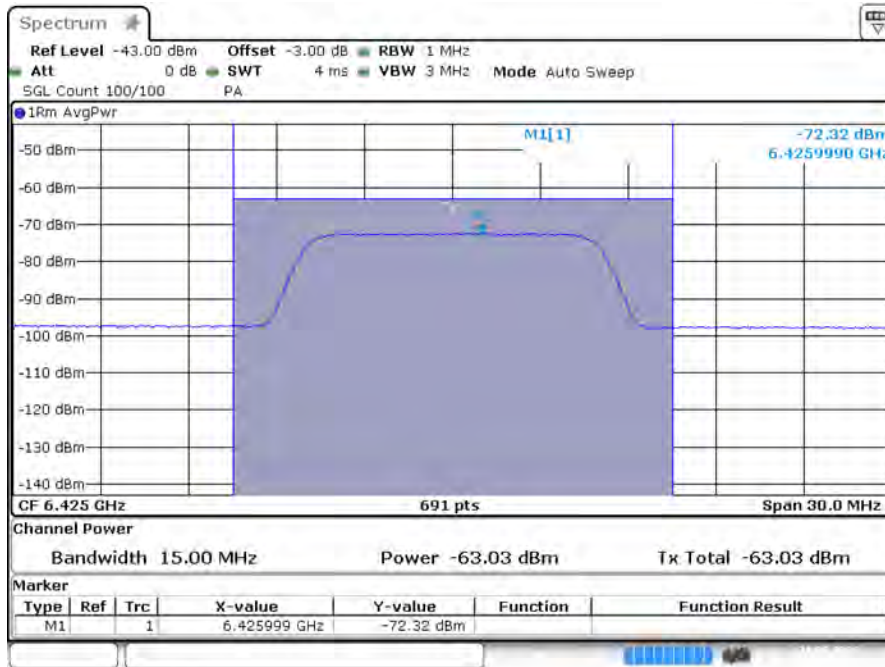 Spectrum
Ref Level -43.00 dBm Offset -3.00 dB RBW 1 MHz
Att 0 dB SWT 4 ms VBW 3 MHz Mode Auto Sweep
SGL Count 100/100 PA
1Rm AvgPwr
M1[1] -72.32 dBm
6.4259990 GHz
-50 dBm
-60 dBm
-70 dBm
-80 dBm
-90 dBm
-100 dBm
-110 dBm
-120 dBm
-130 dBm
-140 dBm
CF 6.425 GHz 691 pts Span 30.0 MHz
Channel Power
Bandwidth 15.00 MHz Power -63.03 dBm Tx Total -63.03 dBm
Marker
Type Ref Trc X-value Y-value Function Function Result
M1 1 6.425999 GHz -72.32 dBm